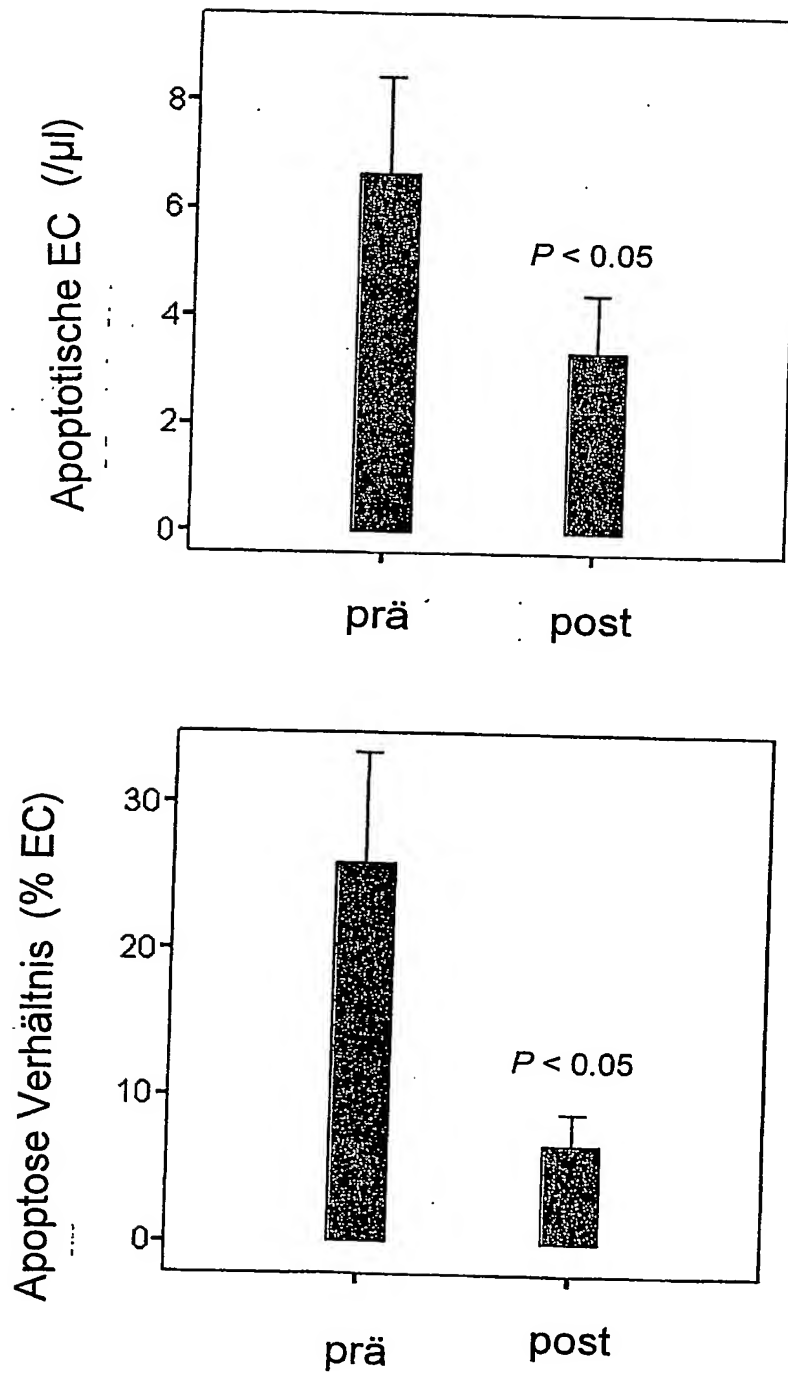 Apoptotische EC (/µl)
8
6
4
2
0
P < 0.05
prä post
Apoptose Verhältnis (% EC)
30
20
10
0
P < 0.05
prä post